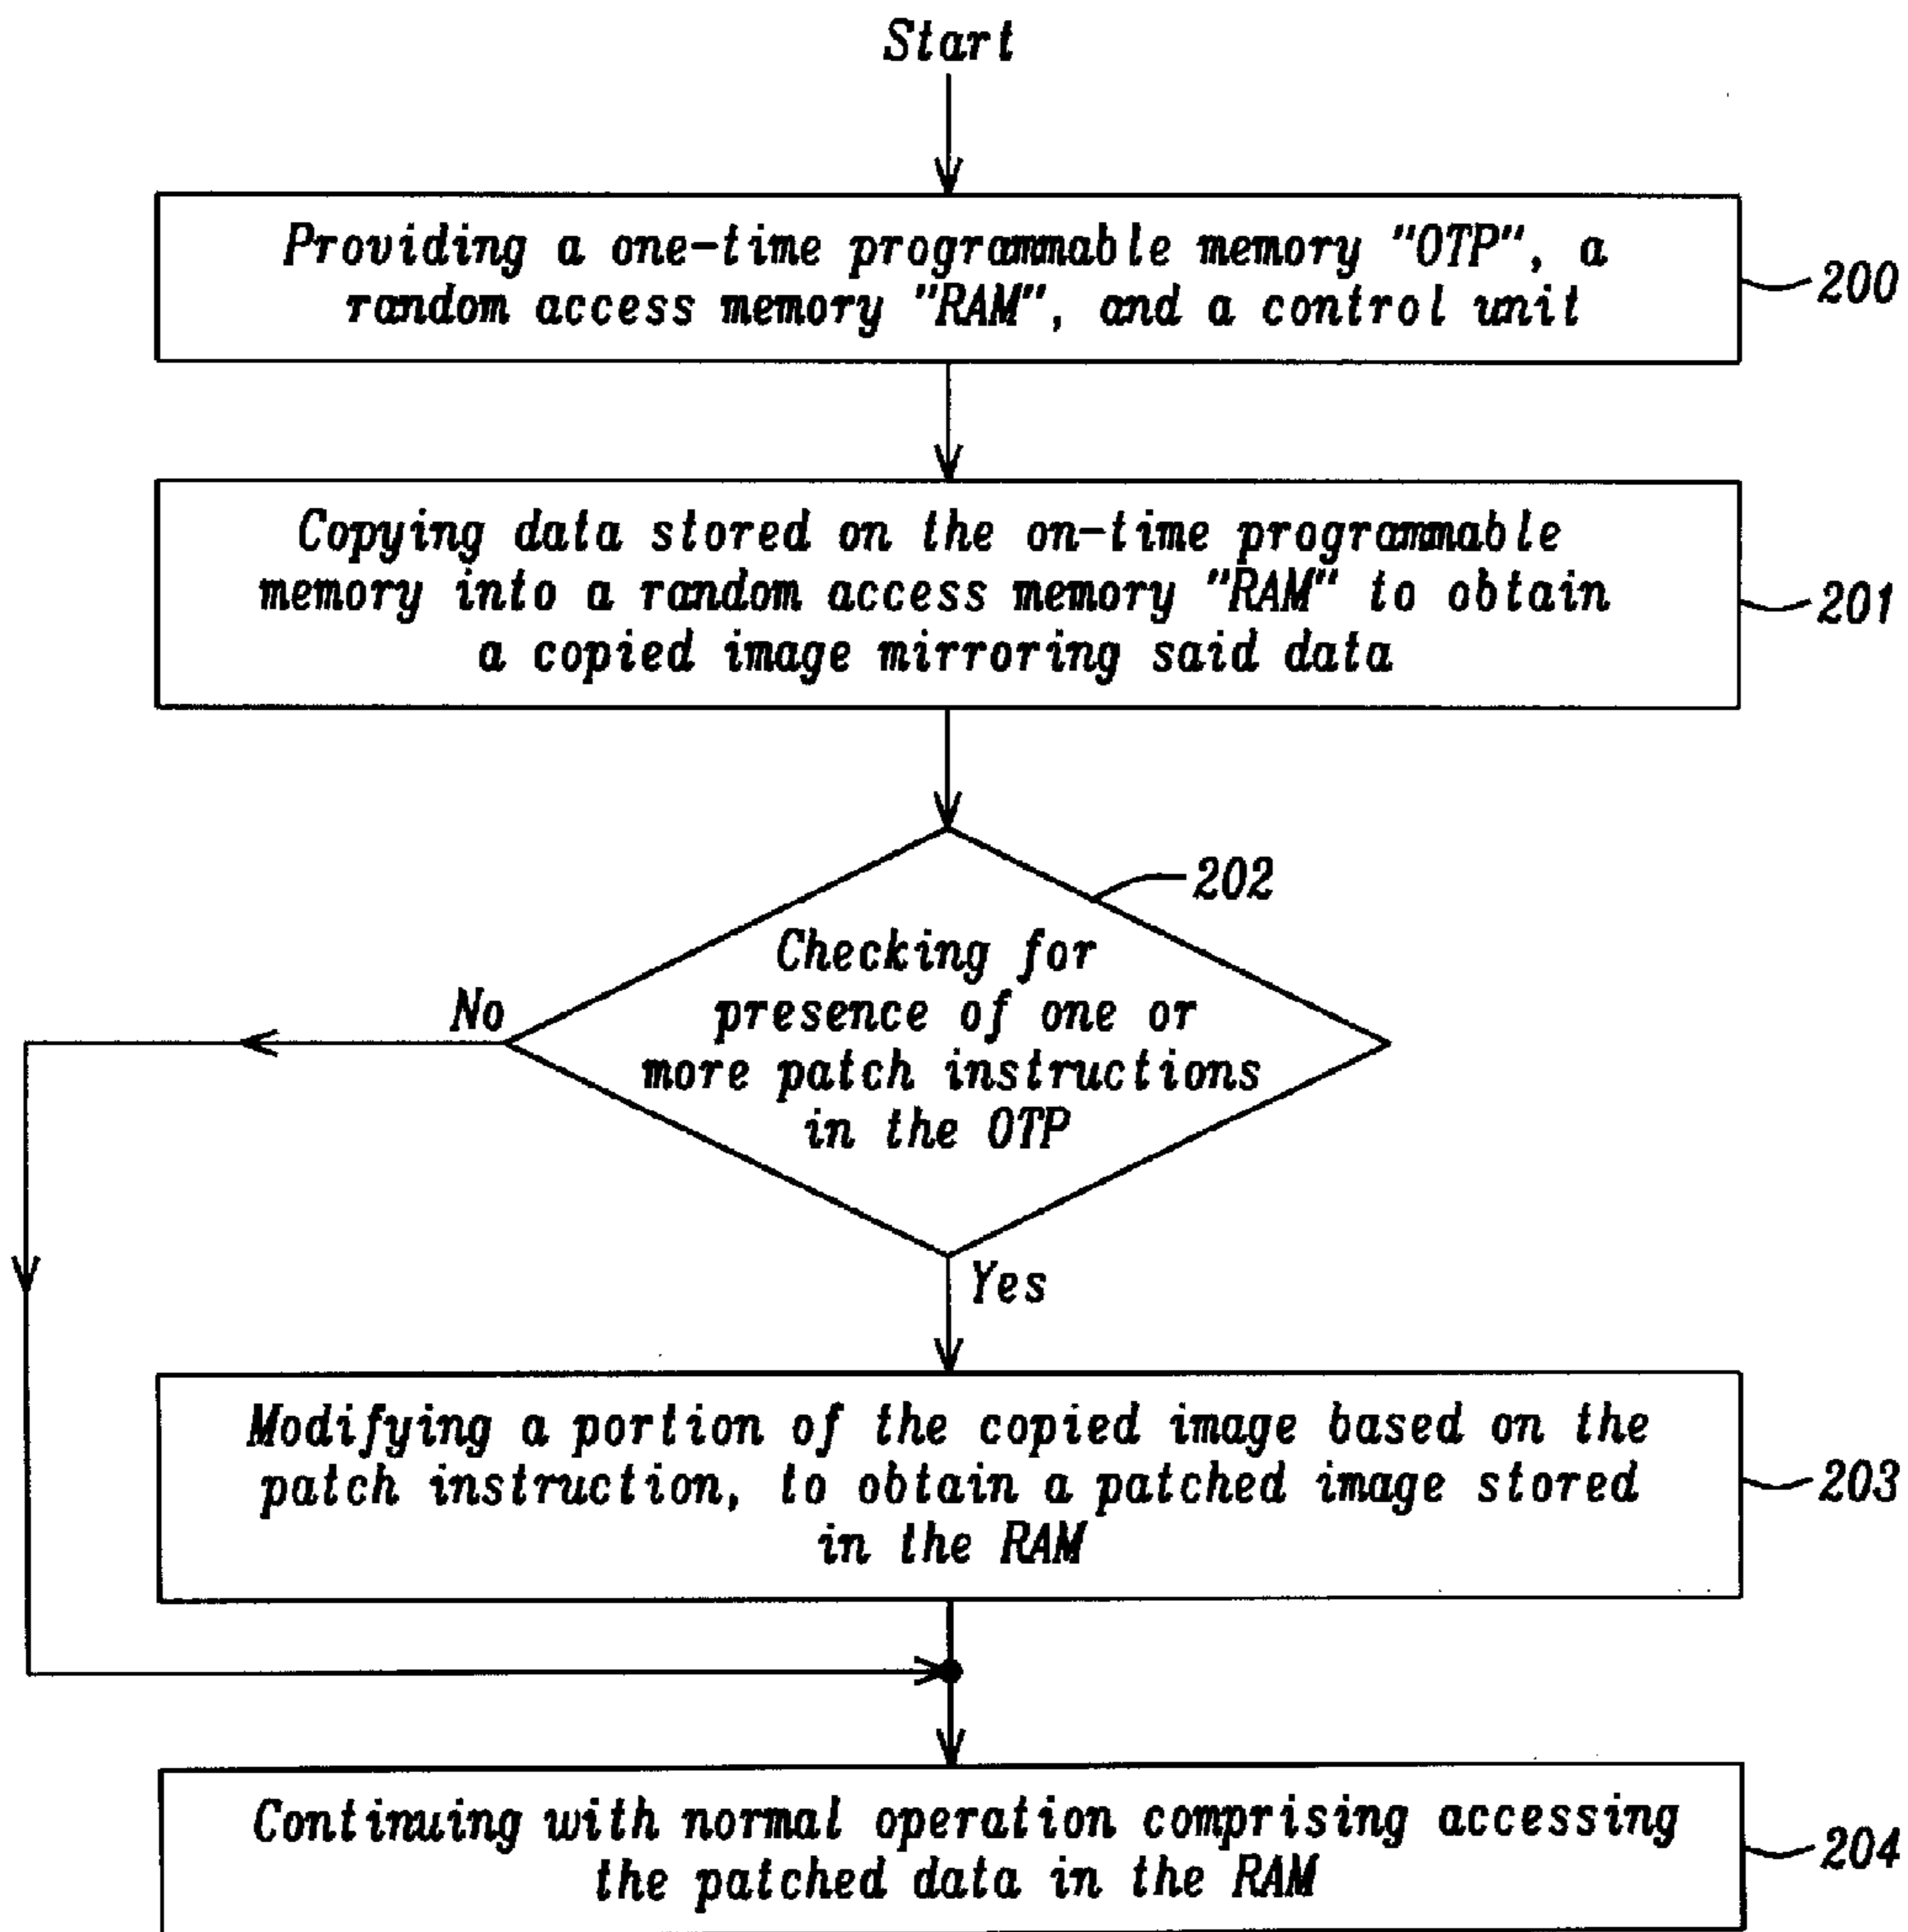 Start
Providing a one-time programmable memory "OTP", a
random access memory "RAM", and a control unit
200
Copying data stored on the on-time programmable
memory into a random access memory "RAM" to obtain
a copied image mirroring said data
201
202
Checking for
presence of one or
more patch instructions
in the OTP
No
Yes
Modifying a portion of the copied image based on the
patch instruction, to obtain a patched image stored
in the RAM
203
Continuing with normal operation comprising accessing
the patched data in the RAM
204